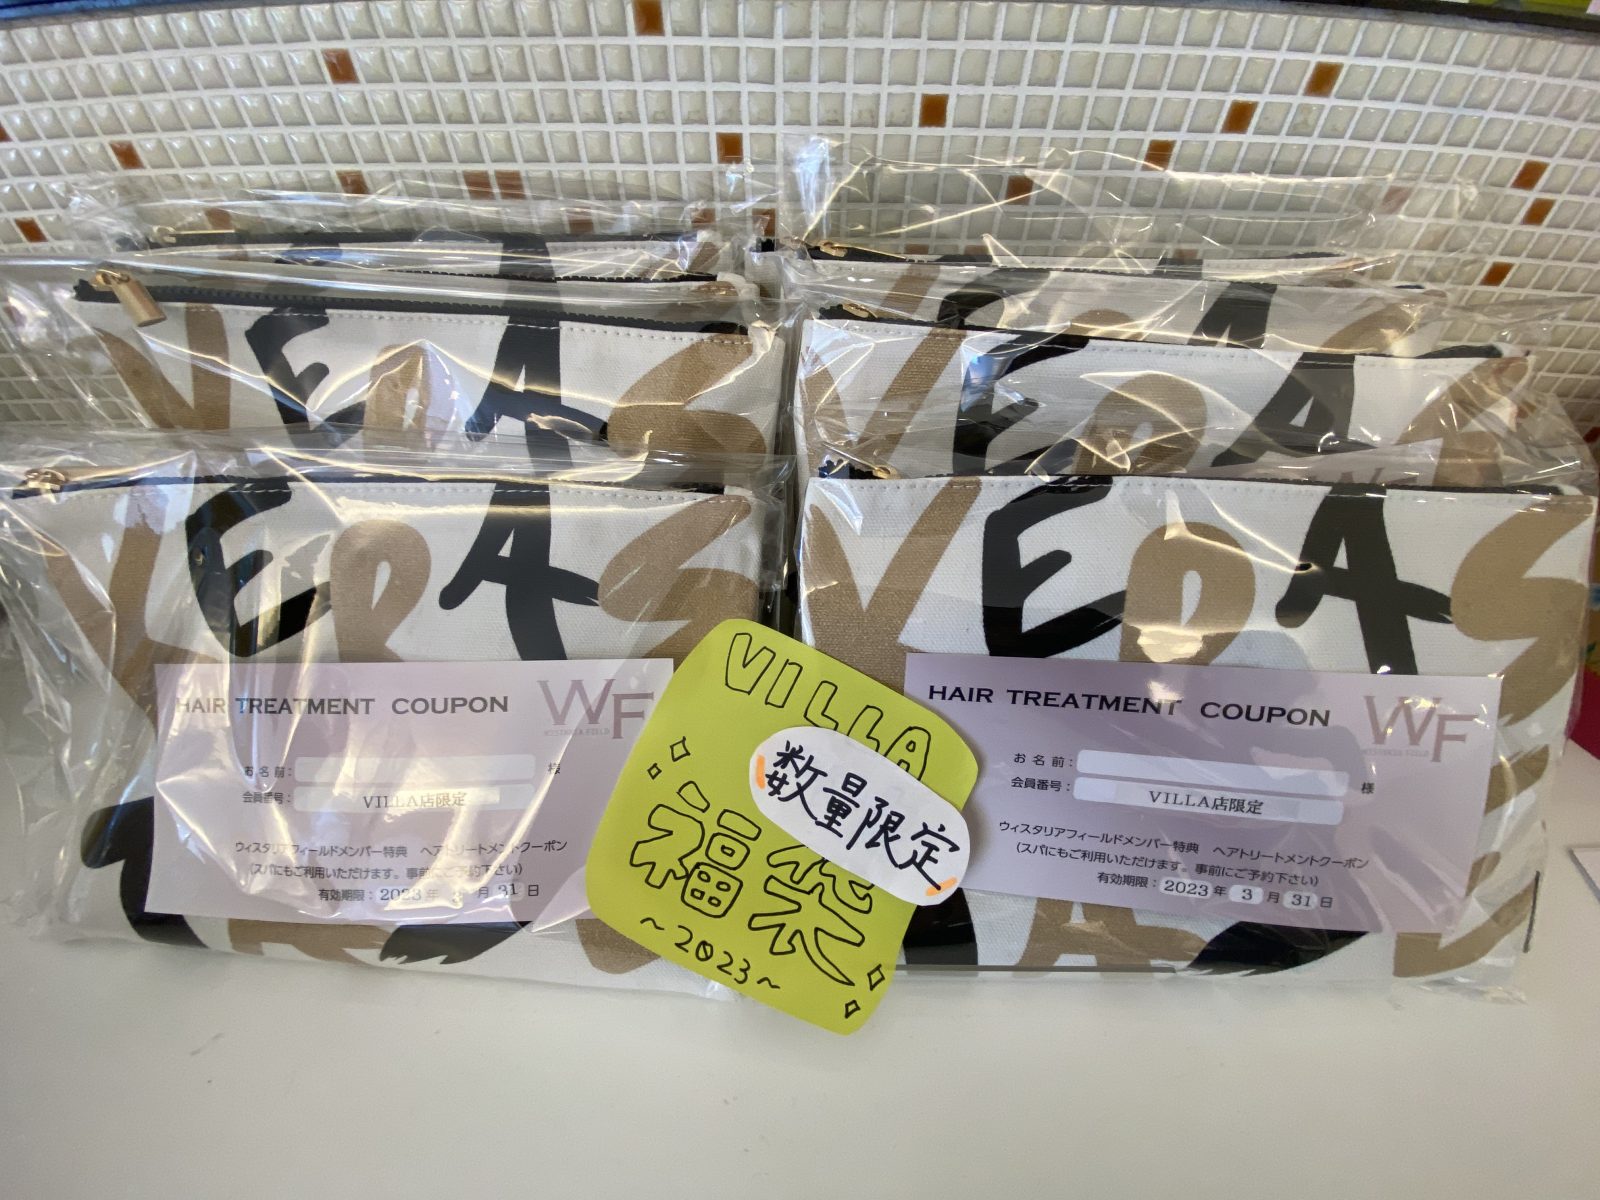 VEDAS
VEDAS
VEDAS
VEDAS
HAIR TREATMENT COUPON
WF
WISTARIA FIELD
お名前:
様
会員番号:
VILLA店限定
ウィスタリアフィールドメンバー特典 ヘアトリートメントクーポン
(スパにもご利用いただけます。事前にご予約下さい)
有効期限:2023年3月31日
VILLA
数量限定
福袋
~2023~
HAIR TREATMENT COUPON
WF
WISTARIA FIELD
お名前:
様
会員番号:
VILLA店限定
ウィスタリアフィールドメンバー特典 ヘアトリートメントクーポン
(スパにもご利用いただけます。事前にご予約下さい)
有効期限:2023年3月31日